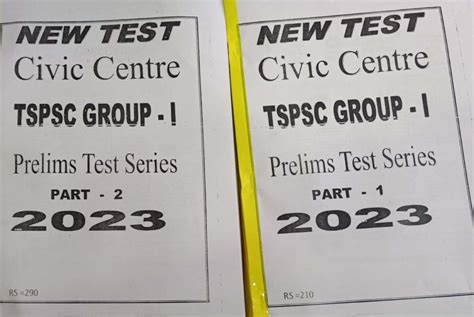 NEW TEST
Civic Centre
TSPSC GROUP - I
Prelims Test Series
PART - 2
2023
RS =290
NEW TEST
Civic Centre
TSPSC GROUP - I
Prelims Test Series
PART - 1
2023
RS =210